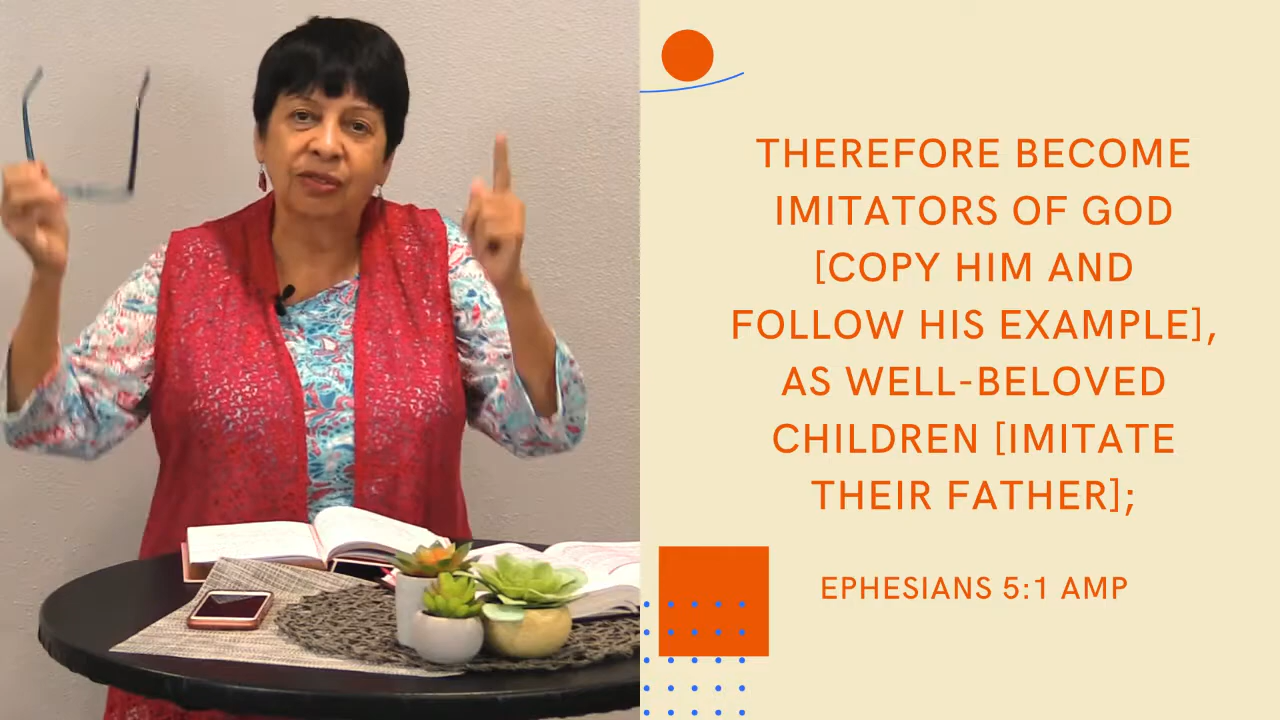 THEREFORE BECOME
IMITATORS OF GOD
[COPY HIM AND
FOLLOW HIS EXAMPLE],
AS WELL-BELOVED
CHILDREN [IMITATE
THEIR FATHER];
EPHESIANS 5:1 AMP